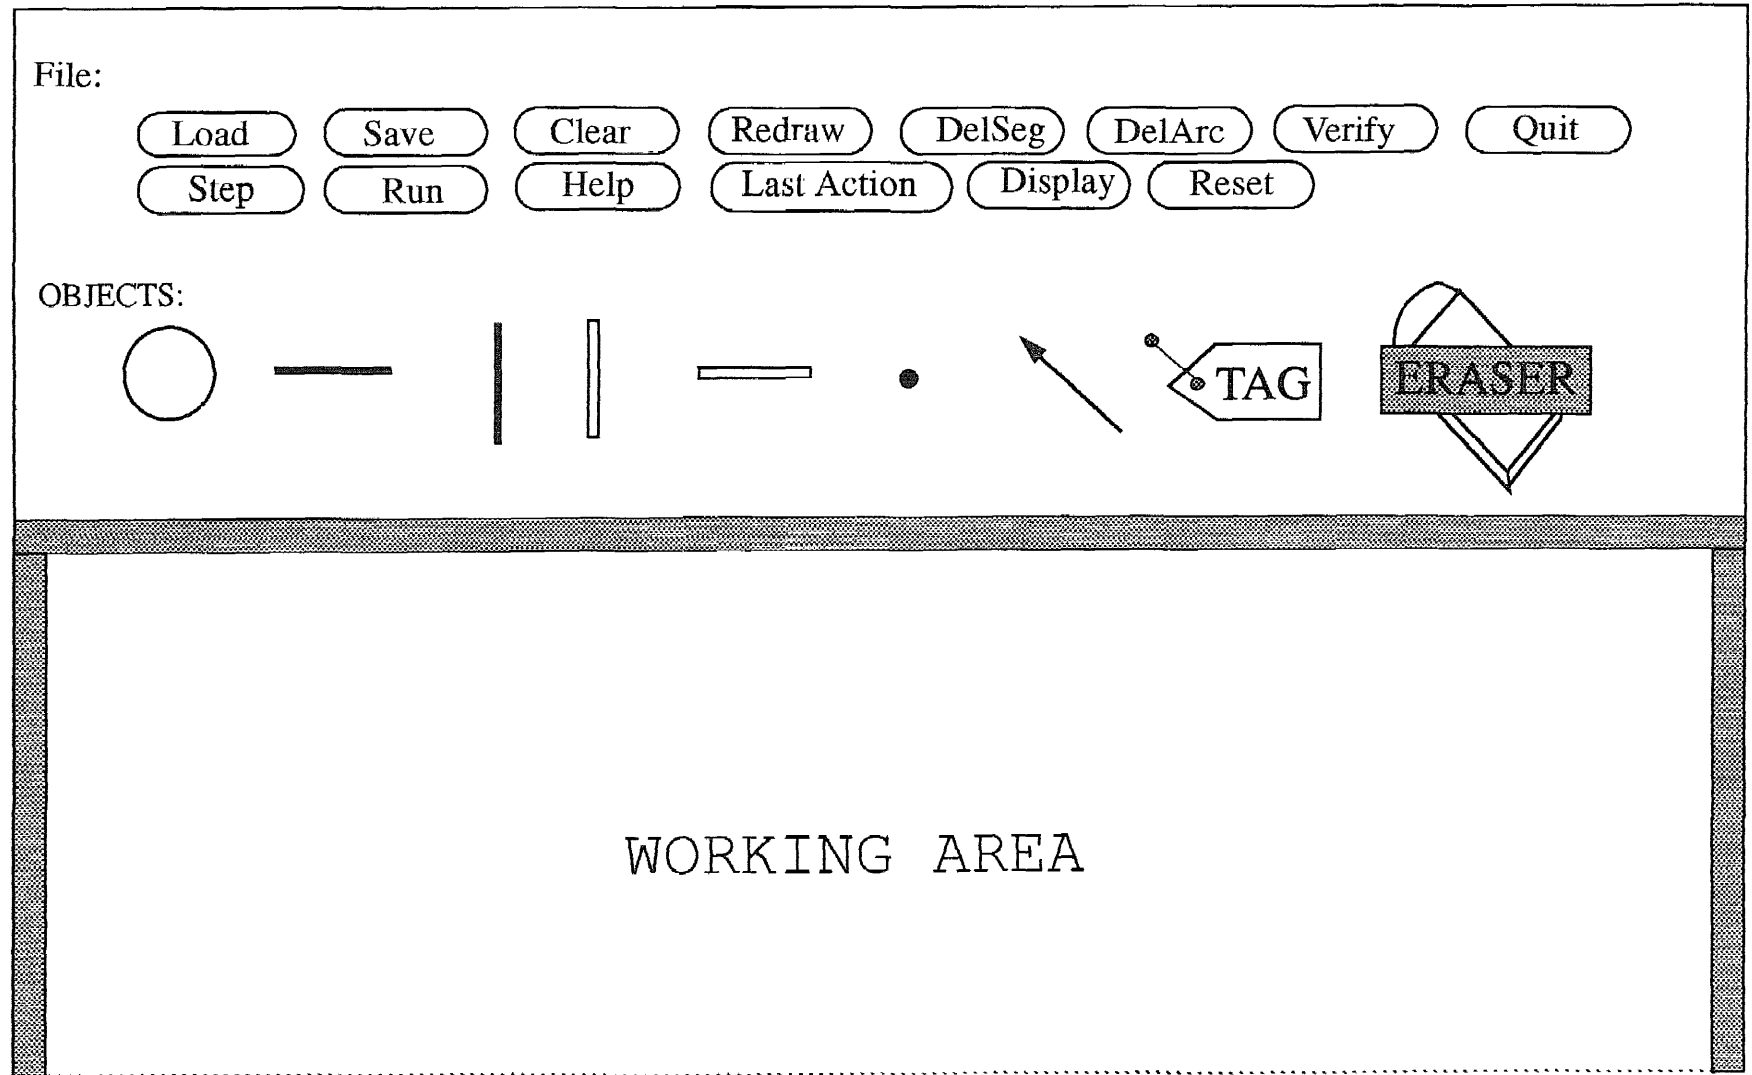 File:
Load Save Clear Redraw DelSeg DelArc Verify Quit
Step Run Help Last Action Display Reset
OBJECTS:
TAG ERASER
WORKING AREA